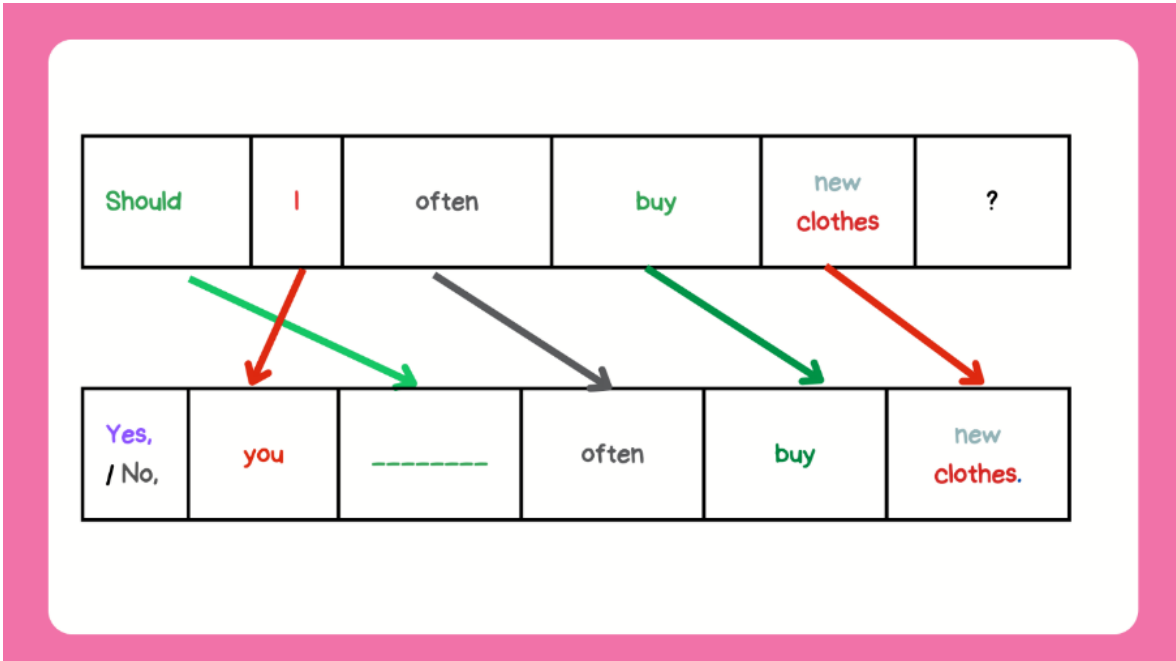 Should I often buy new
clothes ?
Yes,
/ No, you ________ often buy new
clothes.